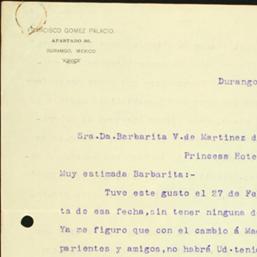 FRANCISCO GOMEZ PALACIO.
APARTADO 86.
DURANGO, MEXICO
Durango
Sra.Da.Barbarita V.de Martinez d
Princess Hote
Muy estimada Barbarita:-
Tuve este gusto el 27 de Fe
ta de esa fecha,sin tener ninguna d
Ya me figuro que con el cambio á Ma
parientes y amigos,no habrá Ud.teni